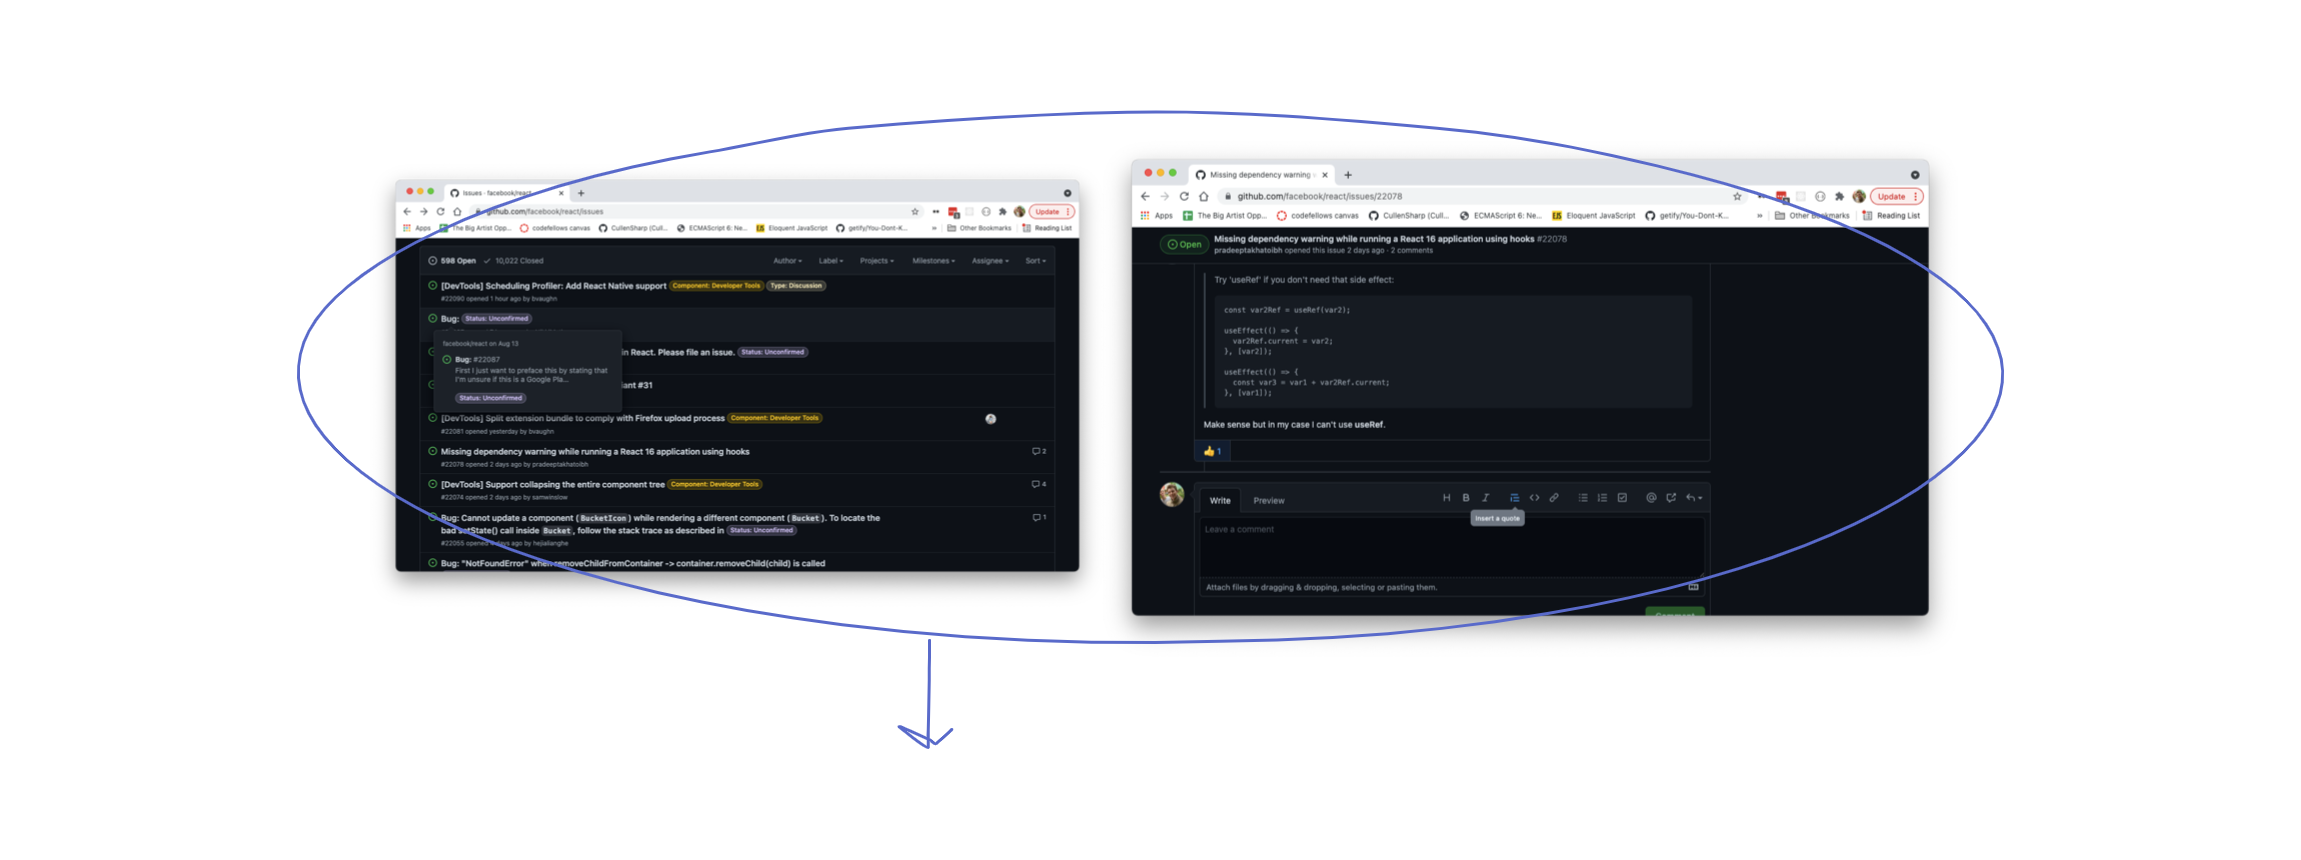 Issues · facebook/react
github.com/facebook/react/issues
Update
Apps
The Big Artist Opp...
codefellows canvas
CullenSharp (Cull...
ECMAScript 6: Ne...
Eloquent JavaScript
getify/You-Dont-K...
»
Other Bookmarks
Reading List
598 Open
10,022 Closed
Author
Label
Projects
Milestones
Assignee
Sort
[DevTools] Scheduling Profiler: Add React Native support Component: Developer Tools Type: Discussion
#22090 opened 1 hour ago by bvaughn
Bug: Status: Unconfirmed
facebook/react on Aug 13
Bug: #22087
First I just want to preface this by stating that
I'm unsure if this is a Google Pla...
Status: Unconfirmed
in React. Please file an issue. Status: Unconfirmed
iant #31
[DevTools] Split extension bundle to comply with Firefox upload process Component: Developer Tools
#22081 opened yesterday by bvaughn
Missing dependency warning while running a React 16 application using hooks
2
#22078 opened 2 days ago by pradeeptakhatoibh
[DevTools] Support collapsing the entire component tree Component: Developer Tools
4
#22074 opened 2 days ago by samwinslow
Bug: Cannot update a component (BucketIcon) while rendering a different component (Bucket). To locate the
1
bad setState() call inside Bucket, follow the stack trace as described in Status: Unconfirmed
opened days ago by hejialianghe
Bug: "NotFoundError" when removeChildFromContainer -> container.removeChild(child) is called
Missing dependency warning
github.com/facebook/react/issues/22078
Update
Apps
The Big Artist Opp...
codefellows canvas
CullenSharp (Cull...
ECMAScript 6: Ne...
Eloquent JavaScript
getify/You-Dont-K...
»
Other Bookmarks
Reading List
Open
Missing dependency warning while running a React 16 application using hooks #22078
pradeeptakhatoibh opened this issue 2 days ago · 2 comments
Try 'useRef' if you don't need that side effect:
const var2Ref = useRef(var2);
useEffect(() => {
var2Ref.current = var2;
}, [var2]);
useEffect(() => {
const var3 = var1 + var2Ref.current;
}, [var1]);
Make sense but in my case I can't use useRef.
👍 1
Write
Preview
H B I
Insert a quote
Leave a comment
Attach files by dragging & dropping, selecting or pasting them.
Comment